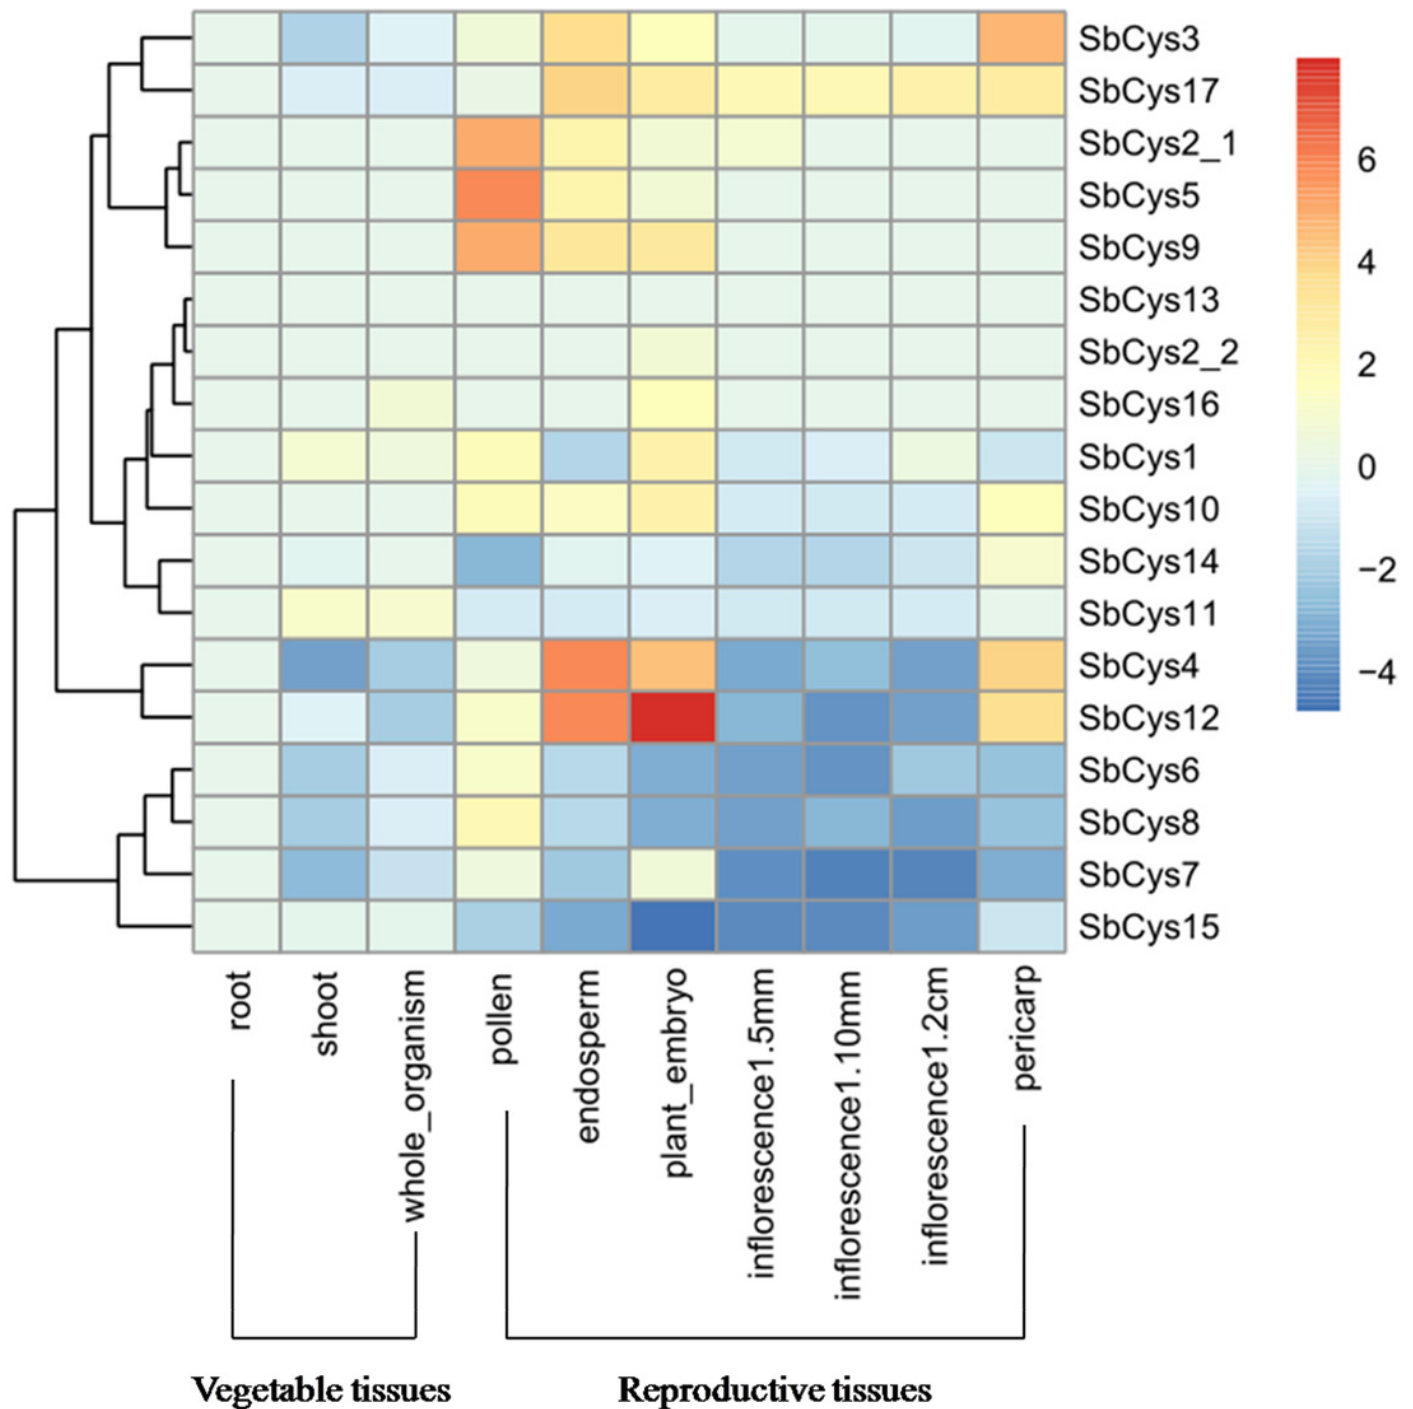 SbCys3
SbCys17
SbCys2_1
SbCys5
SbCys9
SbCys13
SbCys2_2
SbCys16
SbCys1
SbCys10
SbCys14
SbCys11
SbCys4
SbCys12
SbCys6
SbCys8
SbCys7
SbCys15
6
4
2
0
−2
−4
root
shoot
whole_organism
pollen
endosperm
plant_embryo
inflorescence1.5mm
inflorescence1.10mm
inflorescence1.2cm
pericarp
Vegetable tissues
Reproductive tissues